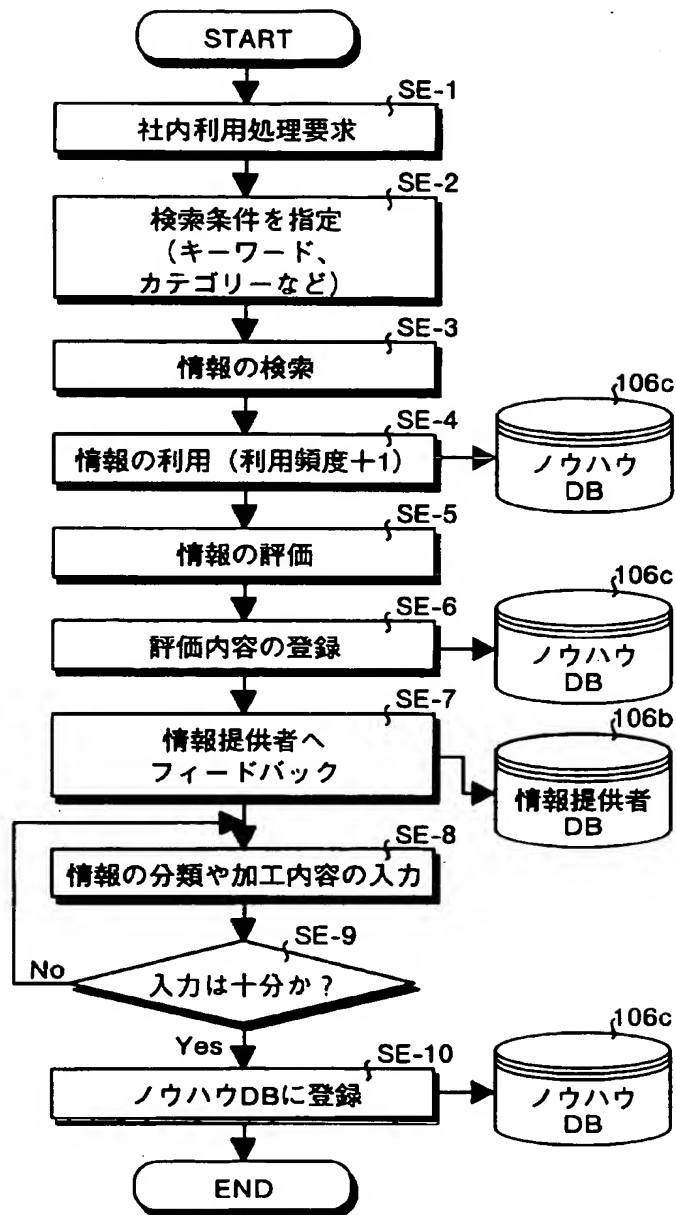 START
SE-1
社内利用処理要求
SE-2
検索条件を指定
(キーワード、
カテゴリーなど)
SE-3
情報の検索
SE-4
情報の利用（利用頻度＋1）
106c
ノウハウ
DB
SE-5
情報の評価
SE-6
評価内容の登録
106c
ノウハウ
DB
SE-7
情報提供者へ
フィードバック
106b
情報提供者
DB
SE-8
情報の分類や加工内容の入力
SE-9
入力は十分か？
No
Yes
SE-10
ノウハウDBに登録
106c
ノウハウ
DB
END